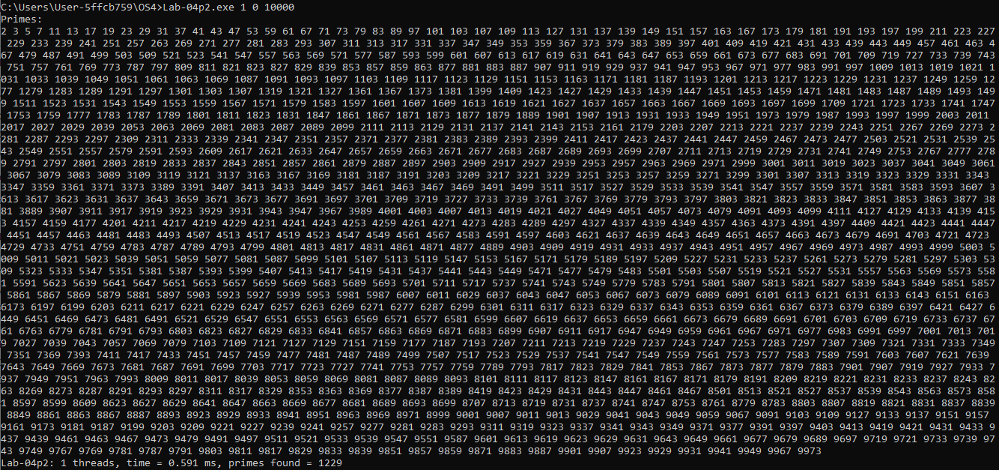 C:\Users\User-5ffcb759\OS4>Lab-04p2.exe 1 0 10000
Primes:
2 3 5 7 11 13 17 19 23 29 31 37 41 43 47 53 59 61 67 71 73 79 83 89 97 101 103 107 109 113 127 131 137 139 149 151 157 163 167 173 179 181 191 193 197 199 211 223 227
 229 233 239 241 251 257 263 269 271 277 281 283 293 307 311 313 317 331 337 347 349 353 359 367 373 379 383 389 397 401 409 419 421 431 433 439 443 449 457 461 463 4
67 479 487 491 499 503 509 521 523 541 547 557 563 569 571 577 587 593 599 601 607 613 617 619 631 641 643 647 653 659 661 673 677 683 691 701 709 719 727 733 739 743
 751 757 761 769 773 787 797 809 811 821 823 827 829 839 853 857 859 863 877 881 883 887 907 911 919 929 937 941 947 953 967 971 977 983 991 997 1009 1013 1019 1021 1
031 1033 1039 1049 1051 1061 1063 1069 1087 1091 1093 1097 1103 1109 1117 1123 1129 1151 1153 1163 1171 1181 1187 1193 1201 1213 1217 1223 1229 1231 1237 1249 1259 12
77 1279 1283 1289 1291 1297 1301 1303 1307 1319 1321 1327 1361 1367 1373 1381 1399 1409 1423 1427 1429 1433 1439 1447 1451 1453 1459 1471 1481 1483 1487 1489 1493 149
9 1511 1523 1531 1543 1549 1553 1559 1567 1571 1579 1583 1597 1601 1607 1609 1613 1619 1621 1627 1637 1657 1663 1667 1669 1693 1697 1699 1709 1721 1723 1733 1741 1747
 1753 1759 1777 1783 1787 1789 1801 1811 1823 1831 1847 1861 1867 1871 1873 1877 1879 1889 1901 1907 1913 1931 1933 1949 1951 1973 1979 1987 1993 1997 1999 2003 2011
2017 2027 2029 2039 2053 2063 2069 2081 2083 2087 2089 2099 2111 2113 2129 2131 2137 2141 2143 2153 2161 2179 2203 2207 2213 2221 2237 2239 2243 2251 2267 2269 2273 2
281 2287 2293 2297 2309 2311 2333 2339 2341 2347 2351 2357 2371 2377 2381 2383 2389 2393 2399 2411 2417 2423 2437 2441 2447 2459 2467 2473 2477 2503 2521 2531 2539 25
43 2549 2551 2557 2579 2591 2593 2609 2617 2621 2633 2647 2657 2659 2663 2671 2677 2683 2687 2689 2693 2699 2707 2711 2713 2719 2729 2731 2741 2749 2753 2767 2777 278
9 2791 2797 2801 2803 2819 2833 2837 2843 2851 2857 2861 2879 2887 2897 2903 2909 2917 2927 2939 2953 2957 2963 2969 2971 2999 3001 3011 3019 3023 3037 3041 3049 3061
 3067 3079 3083 3089 3109 3119 3121 3137 3163 3167 3169 3181 3187 3191 3203 3209 3217 3221 3229 3251 3253 3257 3259 3271 3299 3301 3307 3313 3319 3323 3329 3331 3343
3347 3359 3361 3371 3373 3389 3391 3407 3413 3433 3449 3457 3461 3463 3467 3469 3491 3499 3511 3517 3527 3529 3533 3539 3541 3547 3557 3559 3571 3581 3583 3593 3607 3
613 3617 3623 3631 3637 3643 3659 3671 3673 3677 3691 3697 3701 3709 3719 3727 3733 3739 3761 3767 3769 3779 3793 3797 3803 3821 3823 3833 3847 3851 3853 3863 3877 38
81 3889 3907 3911 3917 3919 3923 3929 3931 3943 3947 3967 3989 4001 4003 4007 4013 4019 4021 4027 4049 4051 4057 4073 4079 4091 4093 4099 4111 4127 4129 4133 4139 415
3 4157 4159 4177 4201 4211 4217 4219 4229 4231 4241 4243 4253 4259 4261 4271 4273 4283 4289 4297 4327 4337 4339 4349 4357 4363 4373 4391 4397 4409 4421 4423 4441 4447
 4451 4457 4463 4481 4483 4493 4507 4513 4517 4519 4523 4547 4549 4561 4567 4583 4591 4597 4603 4621 4637 4639 4643 4649 4651 4657 4663 4673 4679 4691 4703 4721 4723
4729 4733 4751 4759 4783 4787 4789 4793 4799 4801 4813 4817 4831 4861 4871 4877 4889 4903 4909 4919 4931 4933 4937 4943 4951 4957 4967 4969 4973 4987 4993 4999 5003 5
009 5011 5021 5023 5039 5051 5059 5077 5081 5087 5099 5101 5107 5113 5119 5147 5153 5167 5171 5179 5189 5197 5209 5227 5231 5233 5237 5261 5273 5279 5281 5297 5303 53
09 5323 5333 5347 5351 5381 5387 5393 5399 5407 5413 5417 5419 5431 5437 5441 5443 5449 5471 5477 5479 5483 5501 5503 5507 5519 5521 5527 5531 5557 5563 5569 5573 558
1 5591 5623 5639 5641 5647 5651 5653 5657 5659 5669 5683 5689 5693 5701 5711 5717 5737 5741 5743 5749 5779 5783 5791 5801 5807 5813 5821 5827 5839 5843 5849 5851 5857
 5861 5867 5869 5879 5881 5897 5903 5923 5927 5939 5953 5981 5987 6007 6011 6029 6037 6043 6047 6053 6067 6073 6079 6089 6091 6101 6113 6121 6131 6133 6143 6151 6163
6173 6197 6199 6203 6211 6217 6221 6229 6247 6257 6263 6269 6271 6277 6287 6299 6301 6311 6317 6323 6329 6337 6343 6353 6359 6361 6367 6373 6379 6389 6397 6421 6427 6
449 6451 6469 6473 6481 6491 6521 6529 6547 6551 6553 6563 6569 6571 6577 6581 6599 6607 6619 6637 6653 6659 6661 6673 6679 6689 6691 6701 6703 6709 6719 6733 6737 67
61 6763 6779 6781 6791 6793 6803 6823 6827 6829 6833 6841 6857 6863 6869 6871 6883 6899 6907 6911 6917 6947 6949 6959 6961 6967 6971 6977 6983 6991 6997 7001 7013 701
9 7027 7039 7043 7057 7069 7079 7103 7109 7121 7127 7129 7151 7159 7177 7187 7193 7207 7211 7213 7219 7229 7237 7243 7247 7253 7283 7297 7307 7309 7321 7331 7333 7349
 7351 7369 7393 7411 7417 7433 7451 7457 7459 7477 7481 7487 7489 7499 7507 7517 7523 7529 7537 7541 7547 7549 7559 7561 7573 7577 7583 7589 7591 7603 7607 7621 7639
7643 7649 7669 7673 7681 7687 7691 7699 7703 7717 7723 7727 7741 7753 7757 7759 7789 7793 7817 7823 7829 7841 7853 7867 7873 7877 7879 7883 7901 7907 7919 7927 7933 7
937 7949 7951 7963 7993 8009 8011 8017 8039 8053 8059 8069 8081 8087 8089 8093 8101 8111 8117 8123 8147 8161 8167 8171 8179 8191 8209 8219 8221 8231 8233 8237 8243 82
63 8269 8273 8287 8291 8293 8297 8311 8317 8329 8353 8363 8369 8377 8387 8389 8419 8423 8429 8431 8443 8447 8461 8467 8501 8513 8521 8527 8537 8539 8543 8563 8573 858
1 8597 8599 8609 8623 8627 8629 8641 8647 8663 8669 8677 8681 8689 8693 8699 8707 8713 8719 8731 8737 8741 8747 8753 8761 8779 8783 8803 8807 8819 8821 8831 8837 8839
 8849 8861 8863 8867 8887 8893 8923 8929 8933 8941 8951 8963 8969 8971 8999 9001 9007 9011 9013 9029 9041 9043 9049 9059 9067 9091 9103 9109 9127 9133 9137 9151 9157
9161 9173 9181 9187 9199 9203 9209 9221 9227 9239 9241 9257 9277 9281 9283 9293 9311 9319 9323 9337 9341 9343 9349 9371 9377 9391 9397 9403 9413 9419 9421 9431 9433 9
437 9439 9461 9463 9467 9473 9479 9491 9497 9511 9521 9533 9539 9547 9551 9587 9601 9613 9619 9623 9629 9631 9643 9649 9661 9677 9679 9689 9697 9719 9721 9733 9739 97
43 9749 9767 9769 9781 9787 9791 9803 9811 9817 9829 9833 9839 9851 9857 9859 9871 9883 9887 9901 9907 9923 9929 9931 9941 9949 9967 9973
Lab-04p2: 1 threads, time = 0.591 ms, primes found = 1229